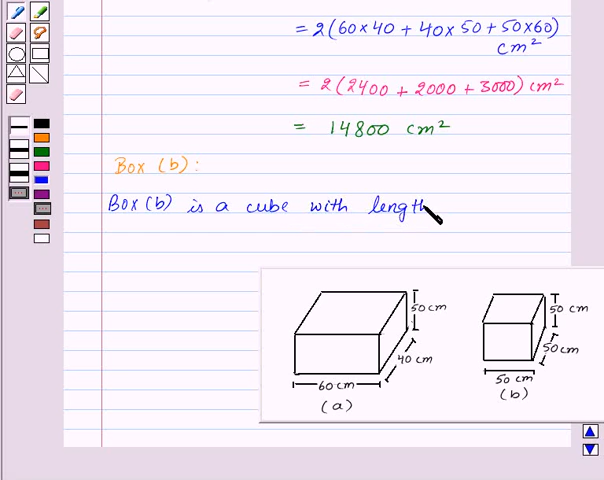 = 2(60×40 + 40×50 + 50×60)
cm²
= 2(2400 + 2000 + 3000) cm²
= 14800 cm²
Box (b):
Box(b) is a cube with length
50 cm
40 cm
60 cm
(a)
50 cm
50 cm
50 cm
(b)